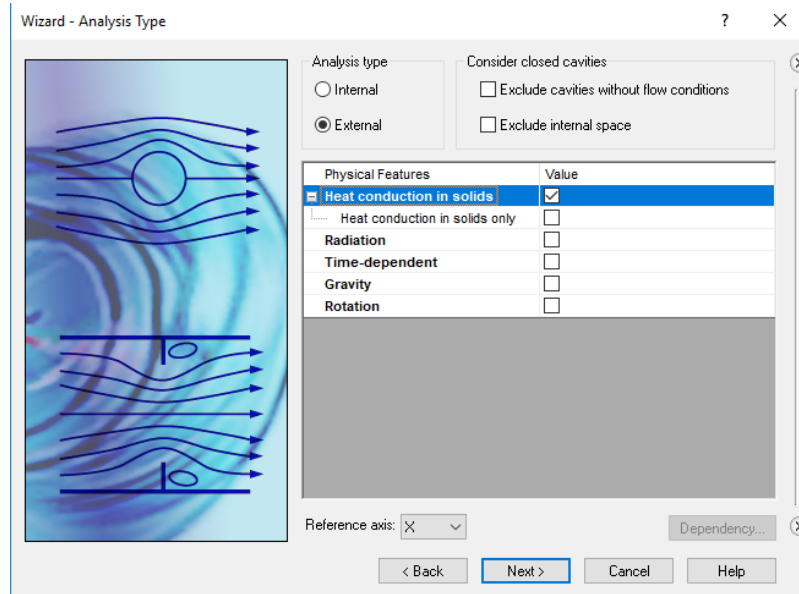 Wizard - Analysis Type
Analysis type
Internal
External
Consider closed cavities
Exclude cavities without flow conditions
Exclude internal space
Physical Features Value
Heat conduction in solids
Heat conduction in solids only
Radiation
Time-dependent
Gravity
Rotation
Reference axis: X
Dependency...
< Back Next > Cancel Help